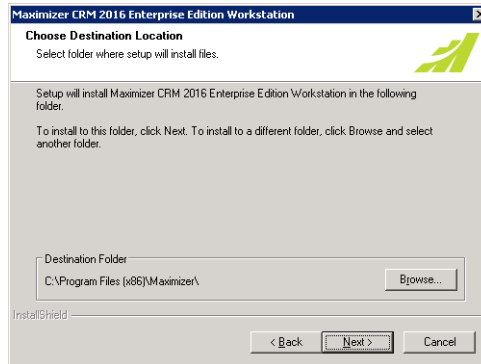 Maximizer CRM 2016 Enterprise Edition Workstation
Choose Destination Location
Select folder where setup will install files.
Setup will install Maximizer CRM 2016 Enterprise Edition Workstation in the following
folder.
To install to this folder, click Next. To install to a different folder, click Browse and select
another folder.
Destination Folder
C:\Program Files (x86)\Maximizer\
Browse...
InstallShield
< Back
Next >
Cancel